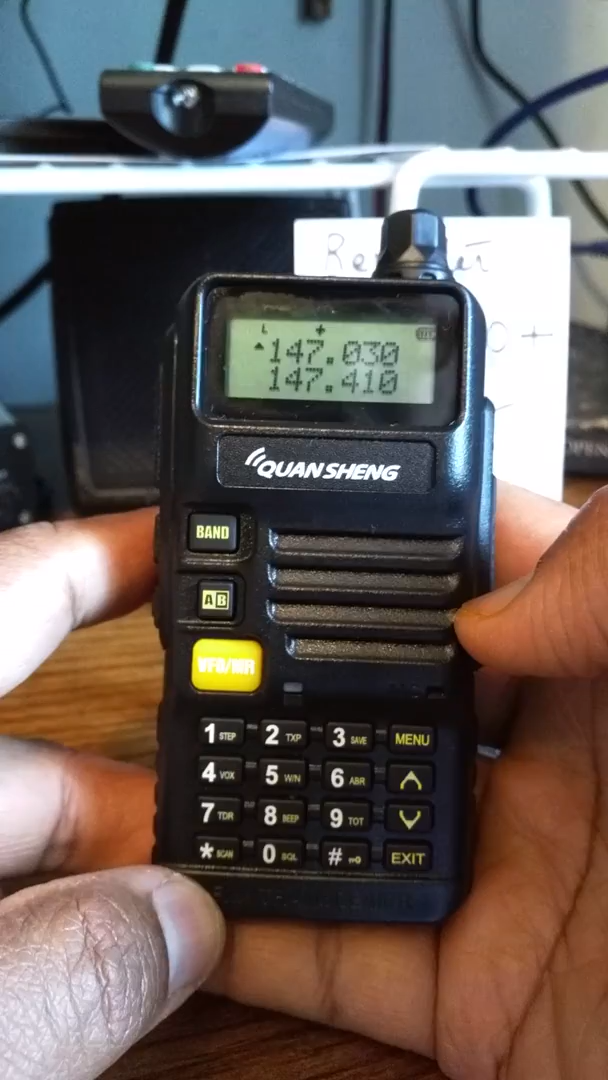 L +
147.030
147.410
QUANSHENG
BAND
A B
VFO/MR
1 STEP 2 TXP 3 SAVE MENU
4 VOX 5 W/N 6 ABR
7 TDR 8 BEEP 9 TOT
* SCAN 0 SQL # EXIT